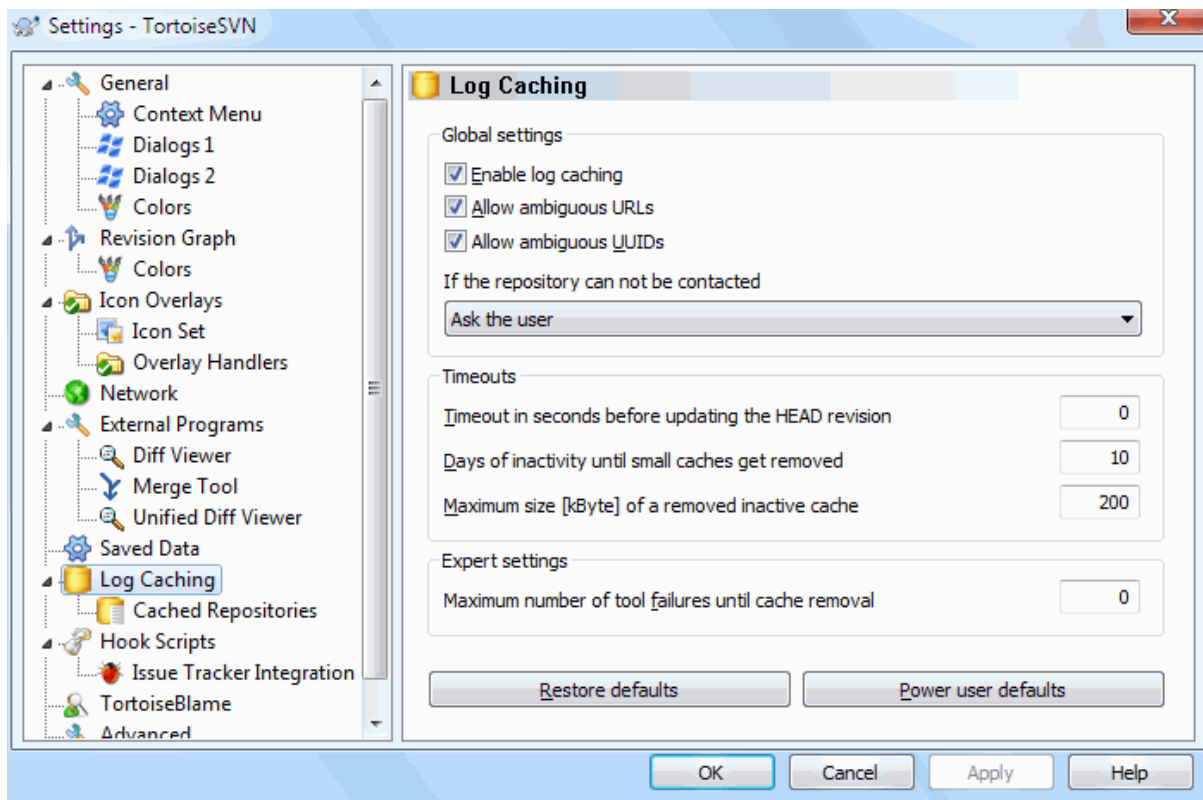 Settings - TortoiseSVN
General
Context Menu
Dialogs 1
Dialogs 2
Colors
Revision Graph
Colors
Icon Overlays
Icon Set
Overlay Handlers
Network
External Programs
Diff Viewer
Merge Tool
Unified Diff Viewer
Saved Data
Log Caching
Cached Repositories
Hook Scripts
Issue Tracker Integration
TortoiseBlame
Advanced
Log Caching
Global settings
Enable log caching
Allow ambiguous URLs
Allow ambiguous UUIDs
If the repository can not be contacted
Ask the user
Timeouts
Timeout in seconds before updating the HEAD revision 0
Days of inactivity until small caches get removed 10
Maximum size [kByte] of a removed inactive cache 200
Expert settings
Maximum number of tool failures until cache removal 0
Restore defaults Power user defaults
OK Cancel Apply Help